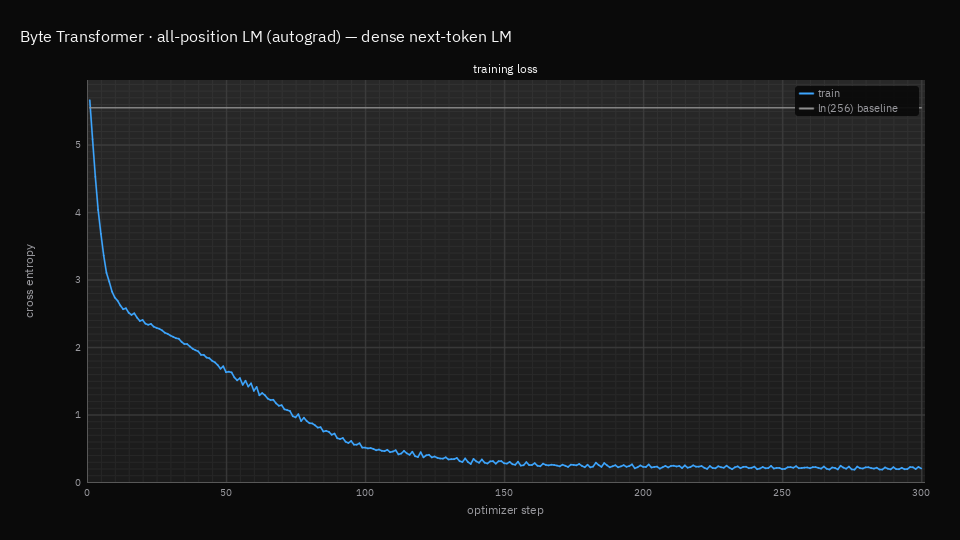 Byte Transformer · all-position LM (autograd) — dense next-token LM
training loss
train
ln(256) baseline
5
4
3
2
1
0
cross entropy
0
50
100
150
200
250
300
optimizer step